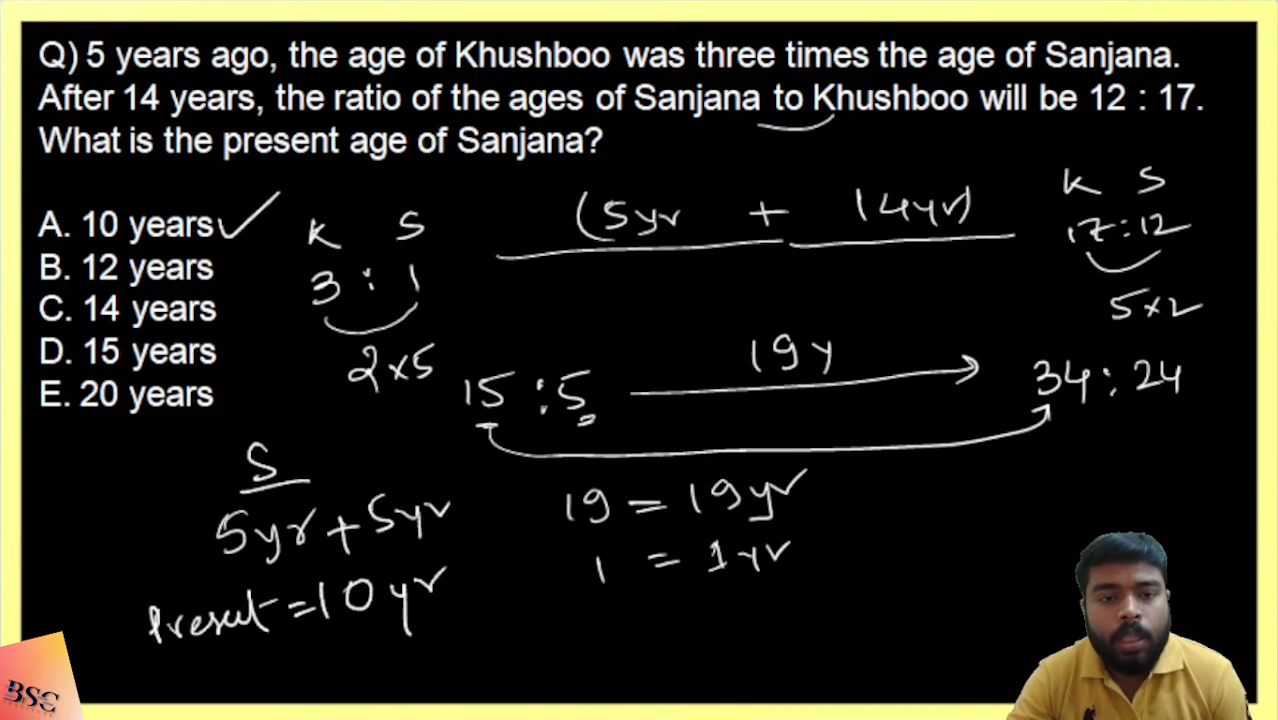 Q) 5 years ago, the age of Khushboo was three times the age of Sanjana.
After 14 years, the ratio of the ages of Sanjana to Khushboo will be 12 : 17.
What is the present age of Sanjana?
A. 10 years
B. 12 years
C. 14 years
D. 15 years
E. 20 years
K S
3 : 1
2 x 5
(5yr + 14yr)
K S
17 : 12
5 x 2
15 : 5
19 y
34 : 24
19 = 19yr
1 = 1yr
S
5yr + 5yr
Present = 10 yr
BSC